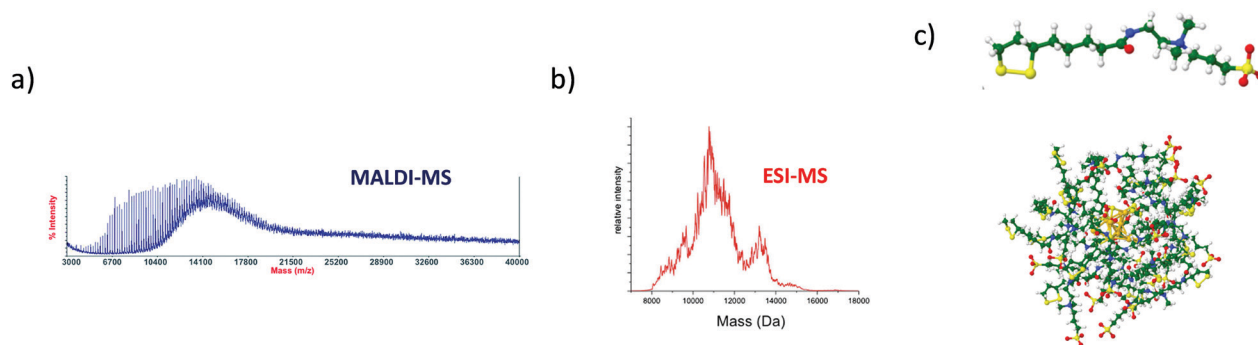 a)
MALDI-MS
% Intensity
3000 6700 10400 14100 17800 21500 25200 28900 32600 36300 40000
Mass (m/z)
b)
ESI-MS
relative intensity
8000 10000 12000 14000 16000 18000
Mass (Da)
c)